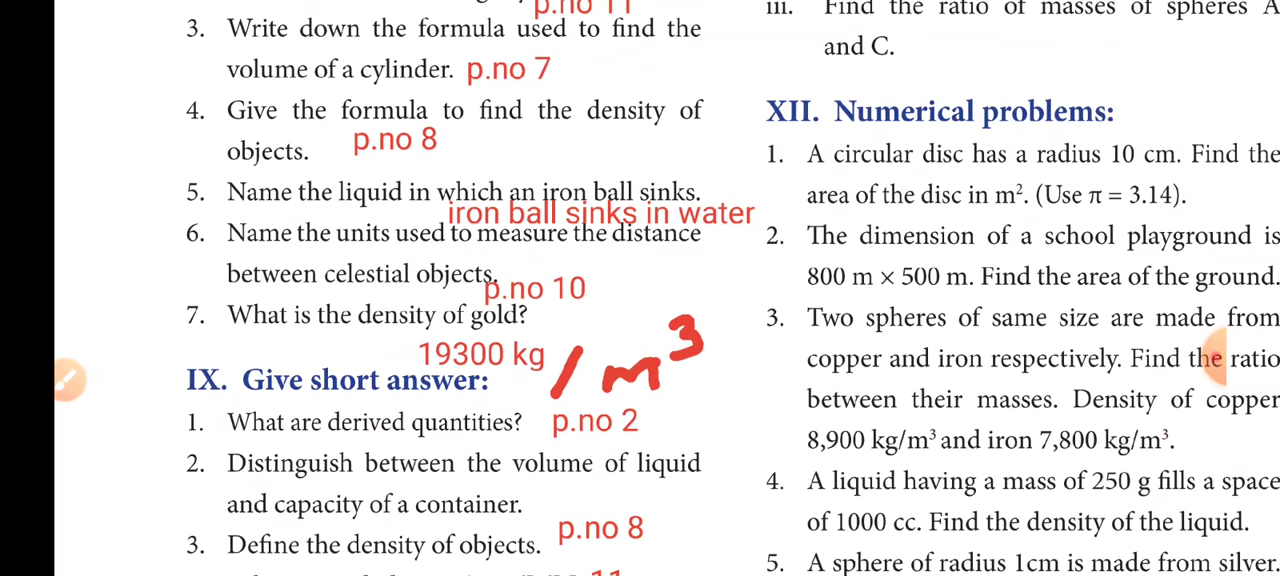 p.no 11
3. Write down the formula used to find the
volume of a cylinder. p.no 7
4. Give the formula to find the density of
objects. p.no 8
5. Name the liquid in which an iron ball sinks.
iron ball sinks in water
6. Name the units used to measure the distance
between celestial objects.
p.no 10
7. What is the density of gold?
19300 kg / m³
IX. Give short answer:
1. What are derived quantities? p.no 2
2. Distinguish between the volume of liquid
and capacity of a container.
p.no 8
3. Define the density of objects.
11
iii. Find the ratio of masses of spheres A
and C.
XII. Numerical problems:
1. A circular disc has a radius 10 cm. Find the
area of the disc in m². (Use π = 3.14).
2. The dimension of a school playground is
800 m × 500 m. Find the area of the ground.
3. Two spheres of same size are made from
copper and iron respectively. Find the ratio
between their masses. Density of copper
8,900 kg/m³ and iron 7,800 kg/m³.
4. A liquid having a mass of 250 g fills a space
of 1000 cc. Find the density of the liquid.
5. A sphere of radius 1cm is made from silver.